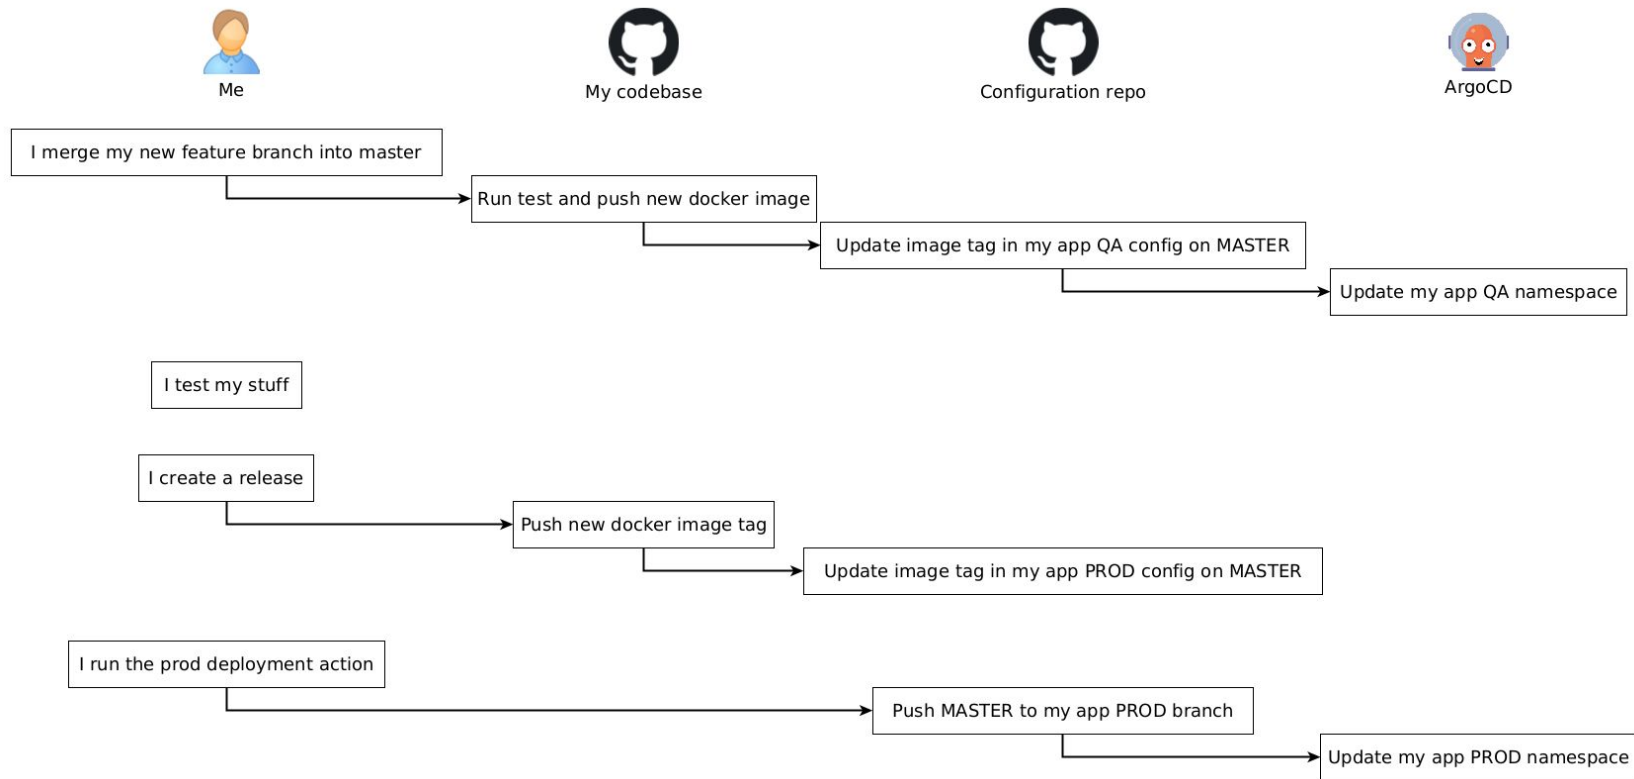 Me
My codebase
Configuration repo
ArgoCD
I merge my new feature branch into master
Run test and push new docker image
Update image tag in my app QA config on MASTER
Update my app QA namespace
I test my stuff
I create a release
Push new docker image tag
Update image tag in my app PROD config on MASTER
I run the prod deployment action
Push MASTER to my app PROD branch
Update my app PROD namespace